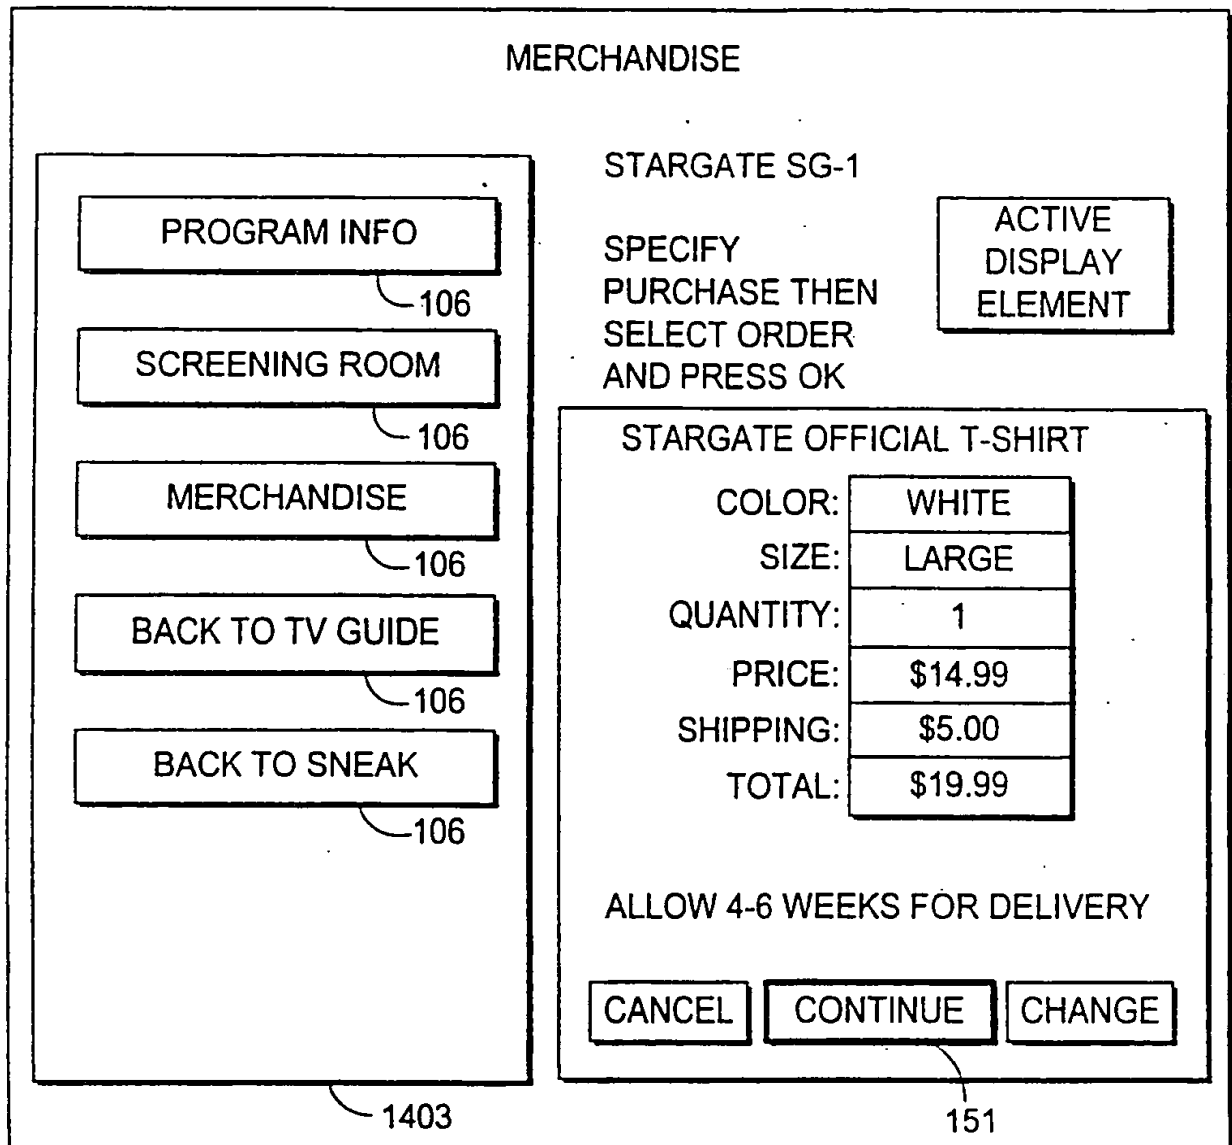 MERCHANDISE
PROGRAM INFO
106
SCREENING ROOM
106
MERCHANDISE
106
BACK TO TV GUIDE
106
BACK TO SNEAK
106
1403
STARGATE SG-1
SPECIFY
PURCHASE THEN
SELECT ORDER
AND PRESS OK
ACTIVE
DISPLAY
ELEMENT
STARGATE OFFICIAL T-SHIRT
COLOR: WHITE
SIZE: LARGE
QUANTITY: 1
PRICE: $14.99
SHIPPING: $5.00
TOTAL: $19.99
ALLOW 4-6 WEEKS FOR DELIVERY
CANCEL CONTINUE CHANGE
151